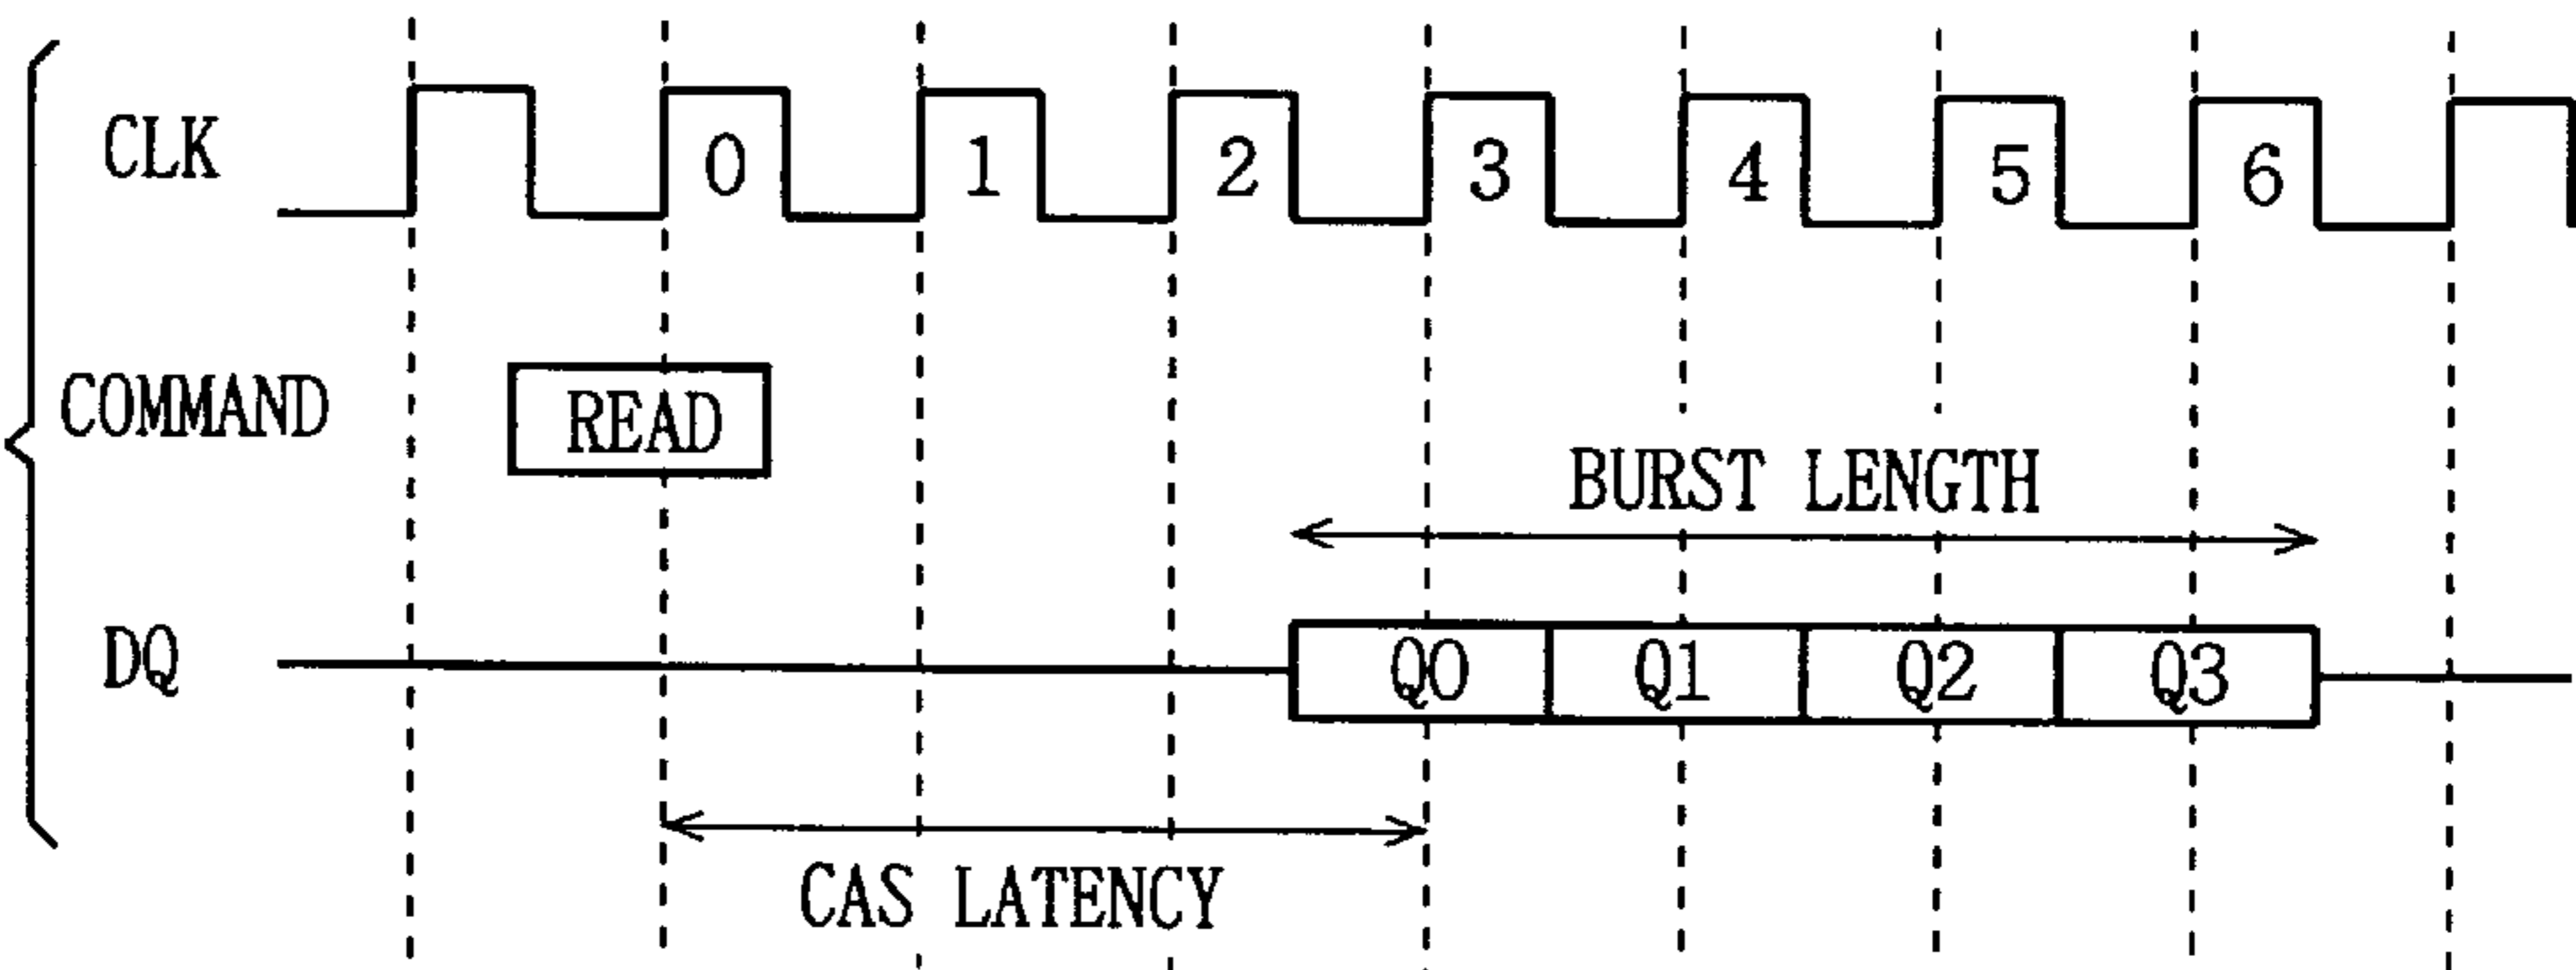 CLK 0 1 2 3 4 5 6
COMMAND READ
BURST LENGTH
DQ Q0 Q1 Q2 Q3
CAS LATENCY